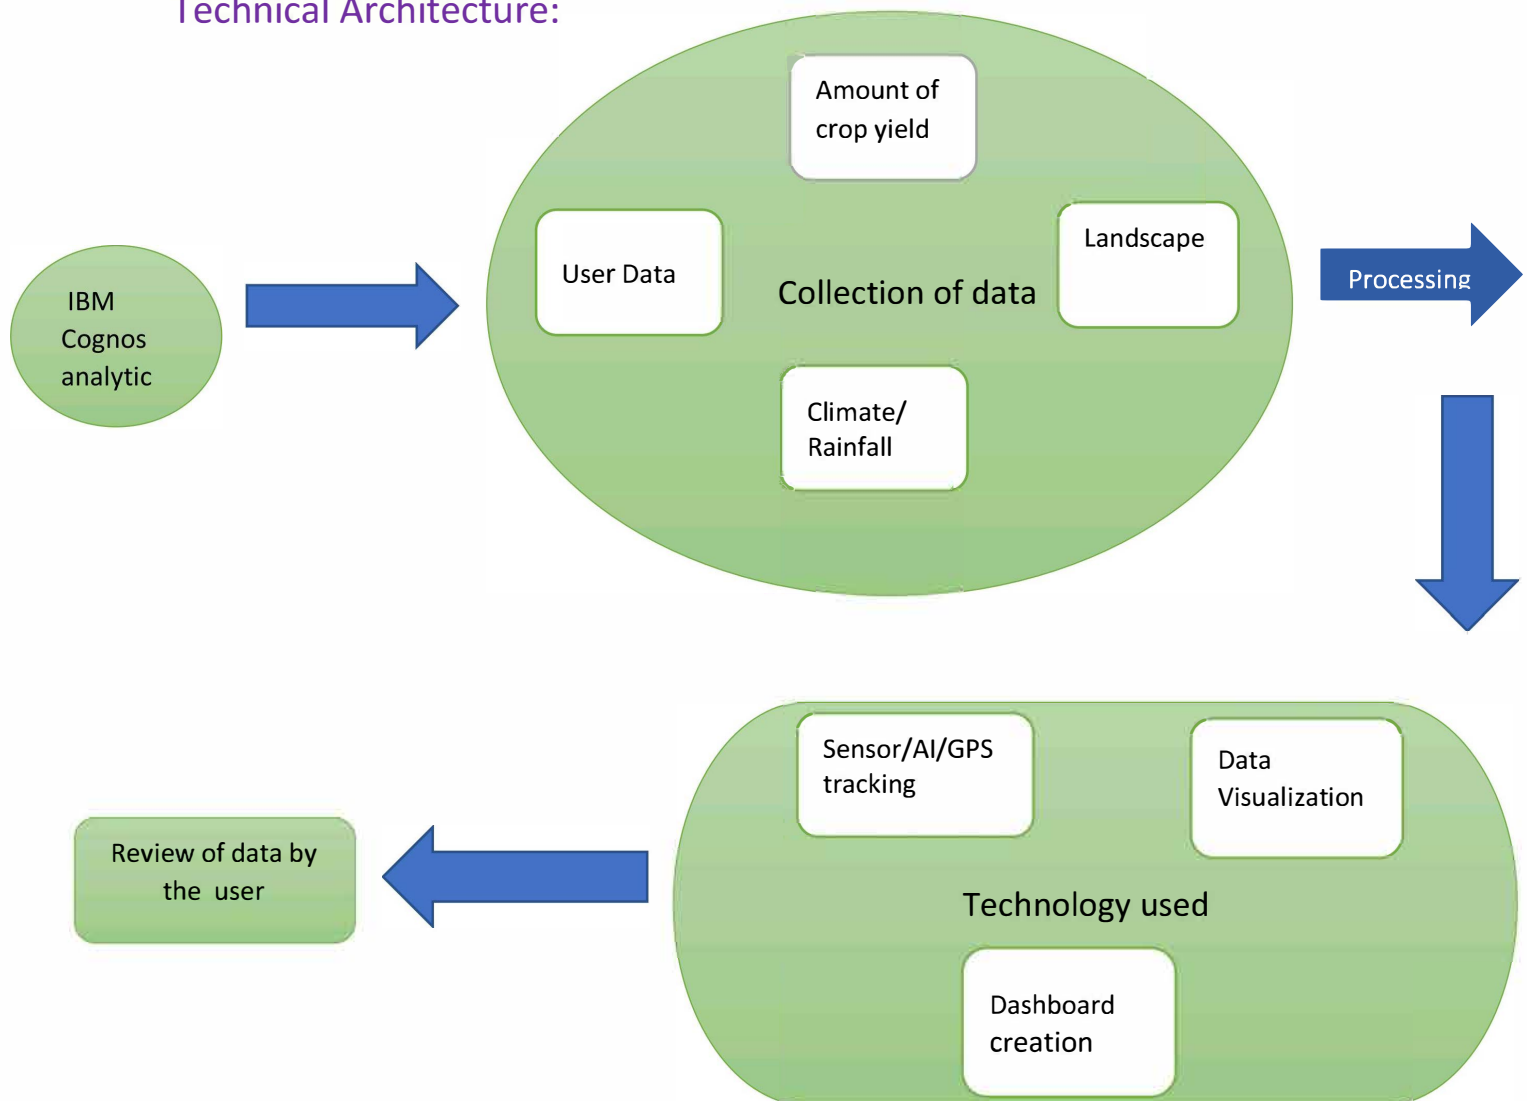 Technical Architecture:
Amount of
crop yield
User Data
Landscape
Collection of data
Processing
IBM
Cognos
analytic
Climate/
Rainfall
Sensor/AI/GPS
tracking
Data
Visualization
Review of data by
the user
Technology used
Dashboard
creation